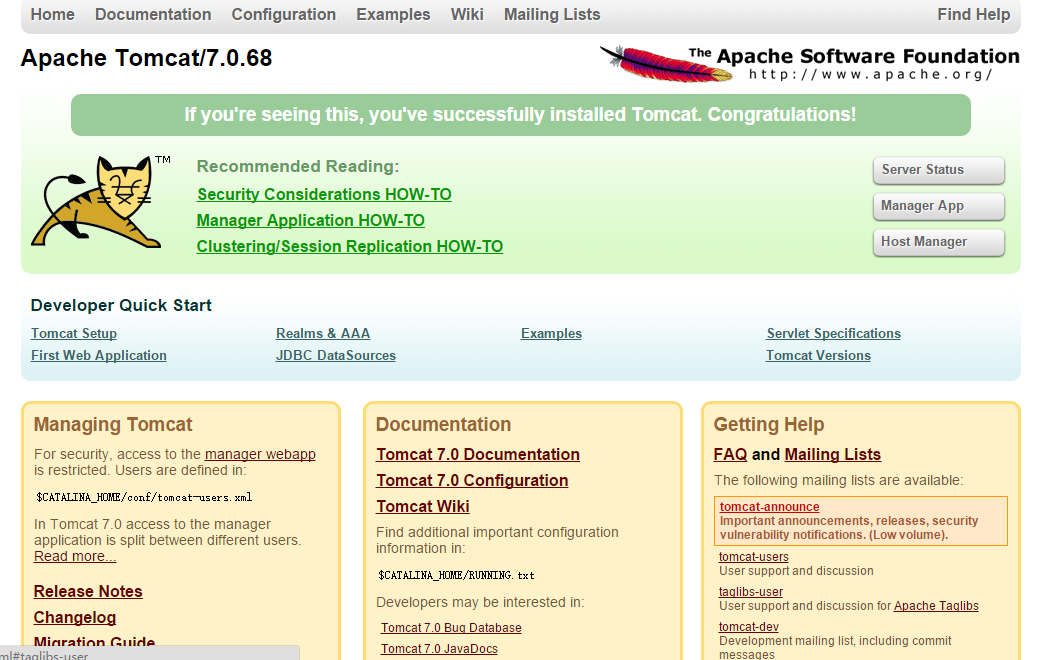 Home Documentation Configuration Examples Wiki Mailing Lists Find Help
Apache Tomcat/7.0.68
The Apache Software Foundation
http://www.apache.org/
If you're seeing this, you've successfully installed Tomcat. Congratulations!
TM
Recommended Reading:
Security Considerations HOW-TO
Manager Application HOW-TO
Clustering/Session Replication HOW-TO
Server Status
Manager App
Host Manager
Developer Quick Start
Tomcat Setup
First Web Application
Realms & AAA
JDBC DataSources
Examples
Servlet Specifications
Tomcat Versions
Managing Tomcat
For security, access to the manager webapp
is restricted. Users are defined in:
$CATALINA_HOME/conf/tomcat-users.xml
In Tomcat 7.0 access to the manager
application is split between different users.
Read more...
Release Notes
Changelog
Migration Guide
ml#taglibs-user
Documentation
Tomcat 7.0 Documentation
Tomcat 7.0 Configuration
Tomcat Wiki
Find additional important configuration
information in:
$CATALINA_HOME/RUNNING.txt
Developers may be interested in:
Tomcat 7.0 Bug Database
Tomcat 7.0 JavaDocs
Getting Help
FAQ and Mailing Lists
The following mailing lists are available:
tomcat-announce
Important announcements, releases, security
vulnerability notifications. (Low volume).
tomcat-users
User support and discussion
taglibs-user
User support and discussion for Apache Taglibs
tomcat-dev
Development mailing list, including commit
messages